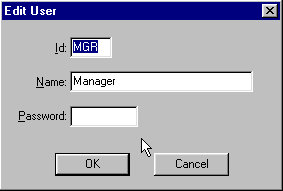 Edit User
Id: MGR
Name: Manager
Password:
OK Cancel